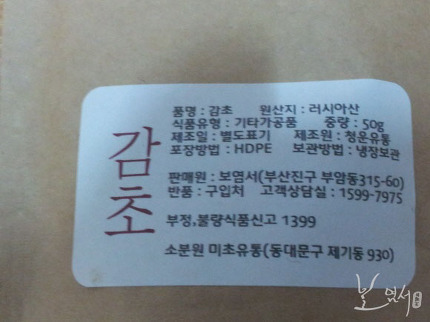 감초
품명 : 감초 원산지 : 러시아산
식품유형 : 기타가공품 중량 : 50g
제조일 : 별도표기 제조원 : 청운유통
포장방법 : HDPE 보관방법 : 냉장보관
판매원 : 보염서(부산진구 부암동315-60)
반품 : 구입처 고객상담실 : 1599-7975
부정,불량식품신고 1399
소분원 미초유통(동대문구 제기동 930)